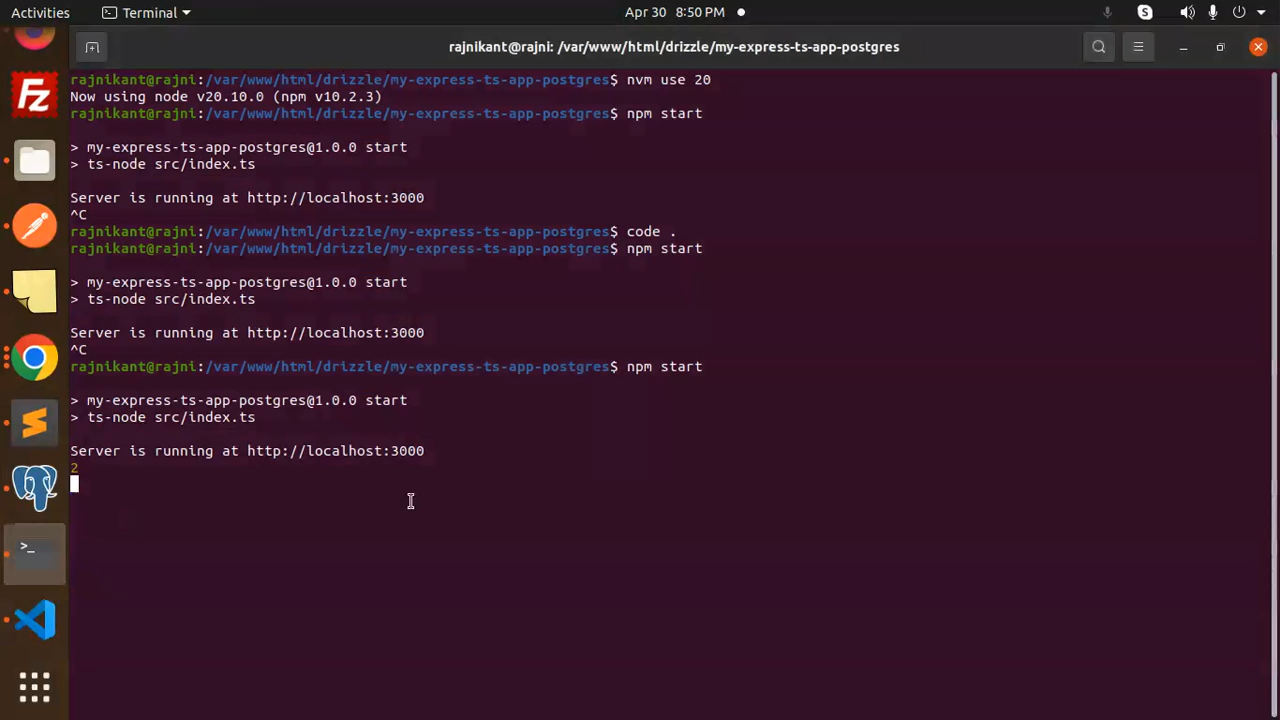 Activities Terminal Apr 30 8:50 PM
rajnikant@rajni: /var/www/html/drizzle/my-express-ts-app-postgres
rajnikant@rajni:/var/www/html/drizzle/my-express-ts-app-postgres$ nvm use 20
Now using node v20.10.0 (npm v10.2.3)
rajnikant@rajni:/var/www/html/drizzle/my-express-ts-app-postgres$ npm start
> my-express-ts-app-postgres@1.0.0 start
> ts-node src/index.ts
Server is running at http://localhost:3000
^C
rajnikant@rajni:/var/www/html/drizzle/my-express-ts-app-postgres$ code .
rajnikant@rajni:/var/www/html/drizzle/my-express-ts-app-postgres$ npm start
> my-express-ts-app-postgres@1.0.0 start
> ts-node src/index.ts
Server is running at http://localhost:3000
^C
rajnikant@rajni:/var/www/html/drizzle/my-express-ts-app-postgres$ npm start
> my-express-ts-app-postgres@1.0.0 start
> ts-node src/index.ts
Server is running at http://localhost:3000
2